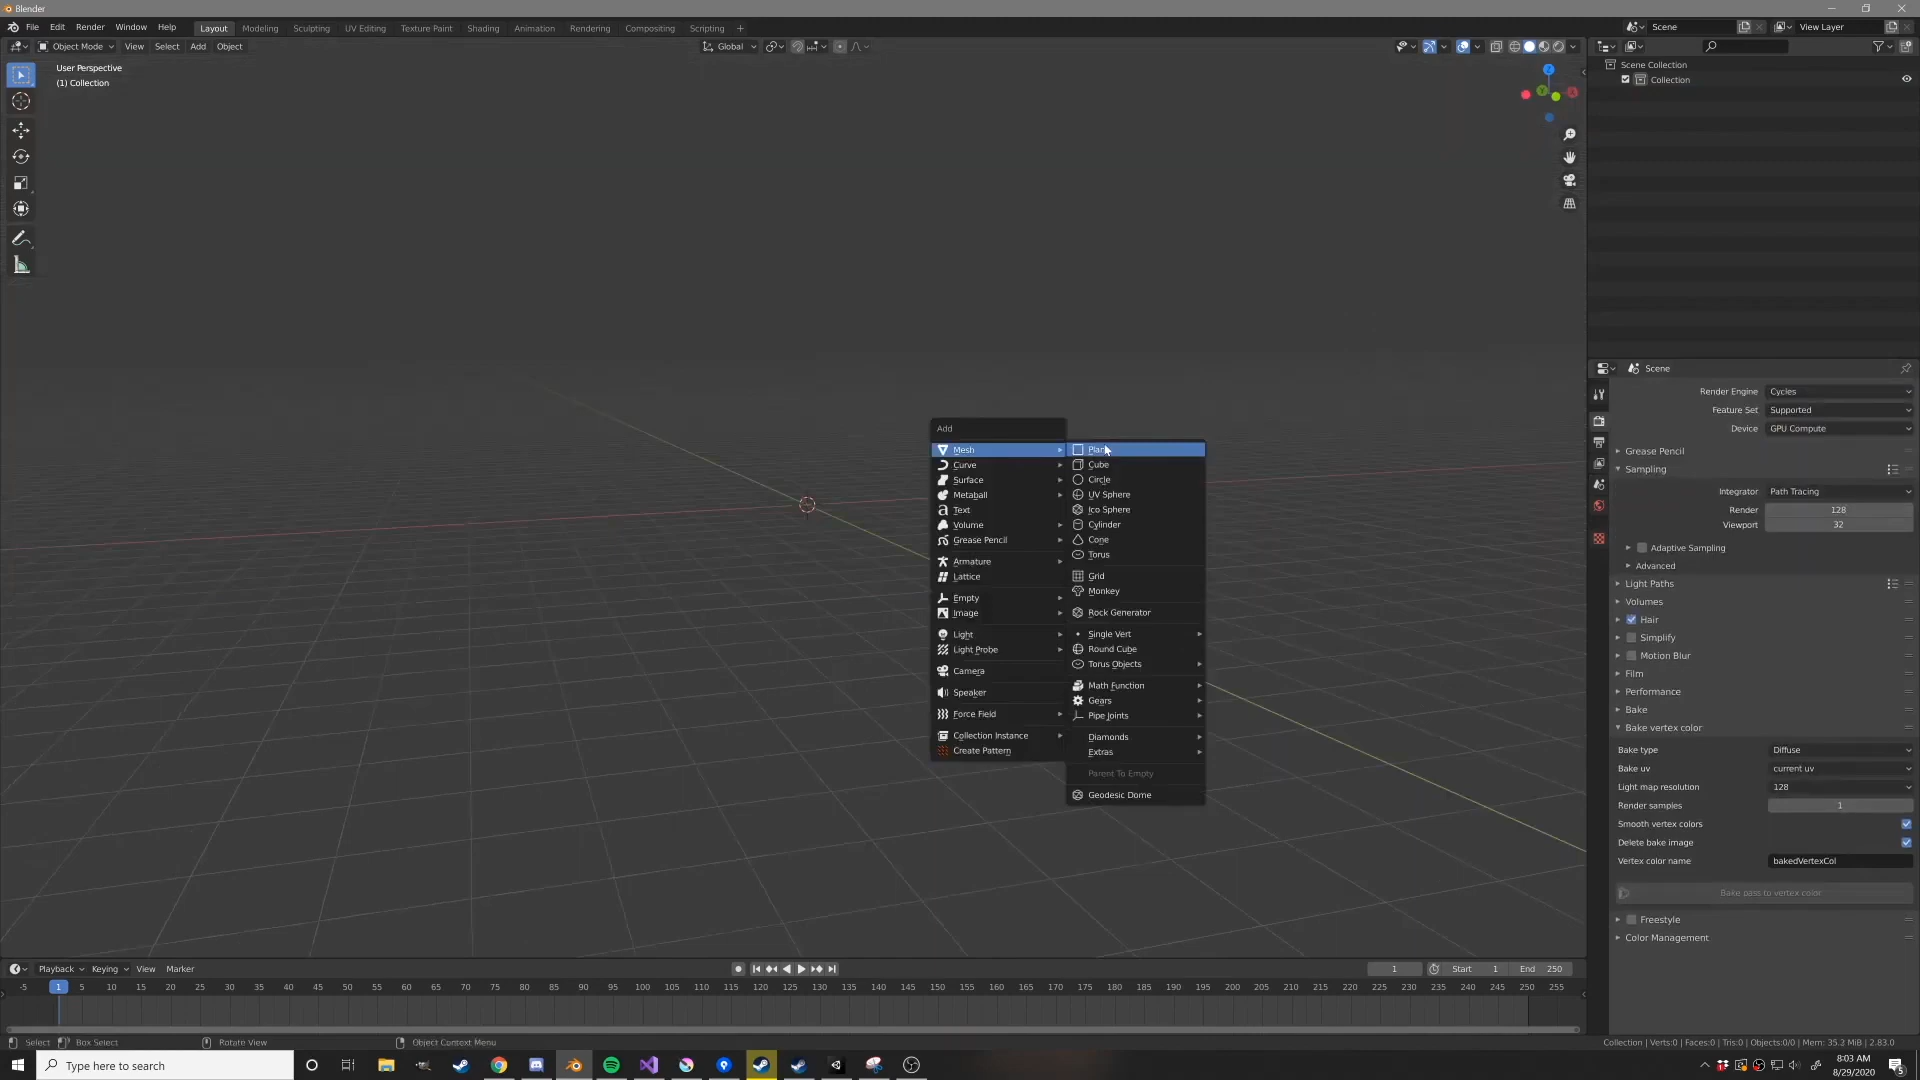 Blender
File Edit Render Window Help Layout Modeling Sculpting UV Editing Texture Paint Shading Animation Rendering Compositing Scripting + Scene View Layer
Object Mode View Select Add Object Global
User Perspective
(1) Collection
Scene Collection
Collection
Z
Y
Add
Mesh
Curve
Surface
Metaball
Text
Volume
Grease Pencil
Armature
Lattice
Empty
Image
Light
Light Probe
Camera
Speaker
Force Field
Collection Instance
Create Pattern
Cube
Circle
UV Sphere
Ico Sphere
Cylinder
Cone
Torus
Grid
Monkey
Rock Generator
Single Vert
Round Cube
Torus Objects
Math Function
Gears
Pipe Joints
Diamonds
Extras
Parent To Empty
Geodesic Dome
Scene
Render Engine Cycles
Feature Set Supported
Device GPU Compute
Grease Pencil
Sampling
Integrator Path Tracing
Render 128
Viewport 32
Adaptive Sampling
Advanced
Light Paths
Volumes
Hair
Simplify
Motion Blur
Film
Performance
Bake
Bake vertex color
Bake type Diffuse
Bake uv current uv
Light map resolution 128
Render samples 1
Smooth vertex colors
Delete bake image
Vertex color name bakedVertexCol
Bake pass to vertex color
Freestyle
Color Management
Playback Keying View Marker 1 Start 1 End 250
-5 1 5 10 15 20 25 30 35 40 45 50 55 60 65 70 75 80 85 90 95 100 105 110 115 120 125 130 135 140 145 150 155 160 165 170 175 180 185 190 195 200 205 210 215 220 225 230 235 240 245 250 255
Select Box Select Rotate View Object Context Menu Collection | Verts:0 | Faces:0 | Tris:0 | Objects:0/0 | Mem: 35.2 MiB | 2.83.0
Type here to search
8:03 AM
8/29/2020
5